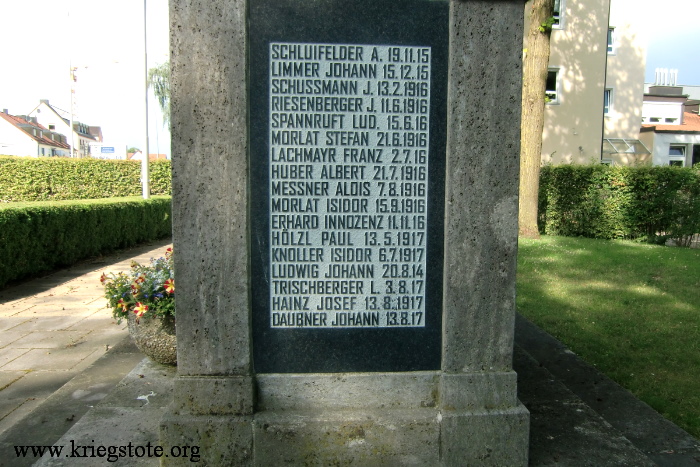 SCHLUIFELDER A. 19.11.15
LIMMER JOHANN 15.12.15
SCHUSSMANN J. 13.2.1916
RIESENBERGER J. 11.6.1916
SPANNRUFT LUD. 15.6.16
MORLAT STEFAN 21.6.1916
LACHMAYR FRANZ 2.7.16
HUBER ALBERT 21.7.1916
MESSNER ALOIS 7.8.1916
MORLAT ISIDOR 15.9.1916
ERHARD INNOZENZ 11.11.16
HÖLZL PAUL 13.5.1917
KNOLLER ISIDOR 6.7.1917
LUDWIG JOHANN 20.8.14
TRISCHBERGER L. 3.8.17
HAINZ JOSEF 13.8.1917
DAUßNER JOHANN 13.8.17
www.kriegstote.org